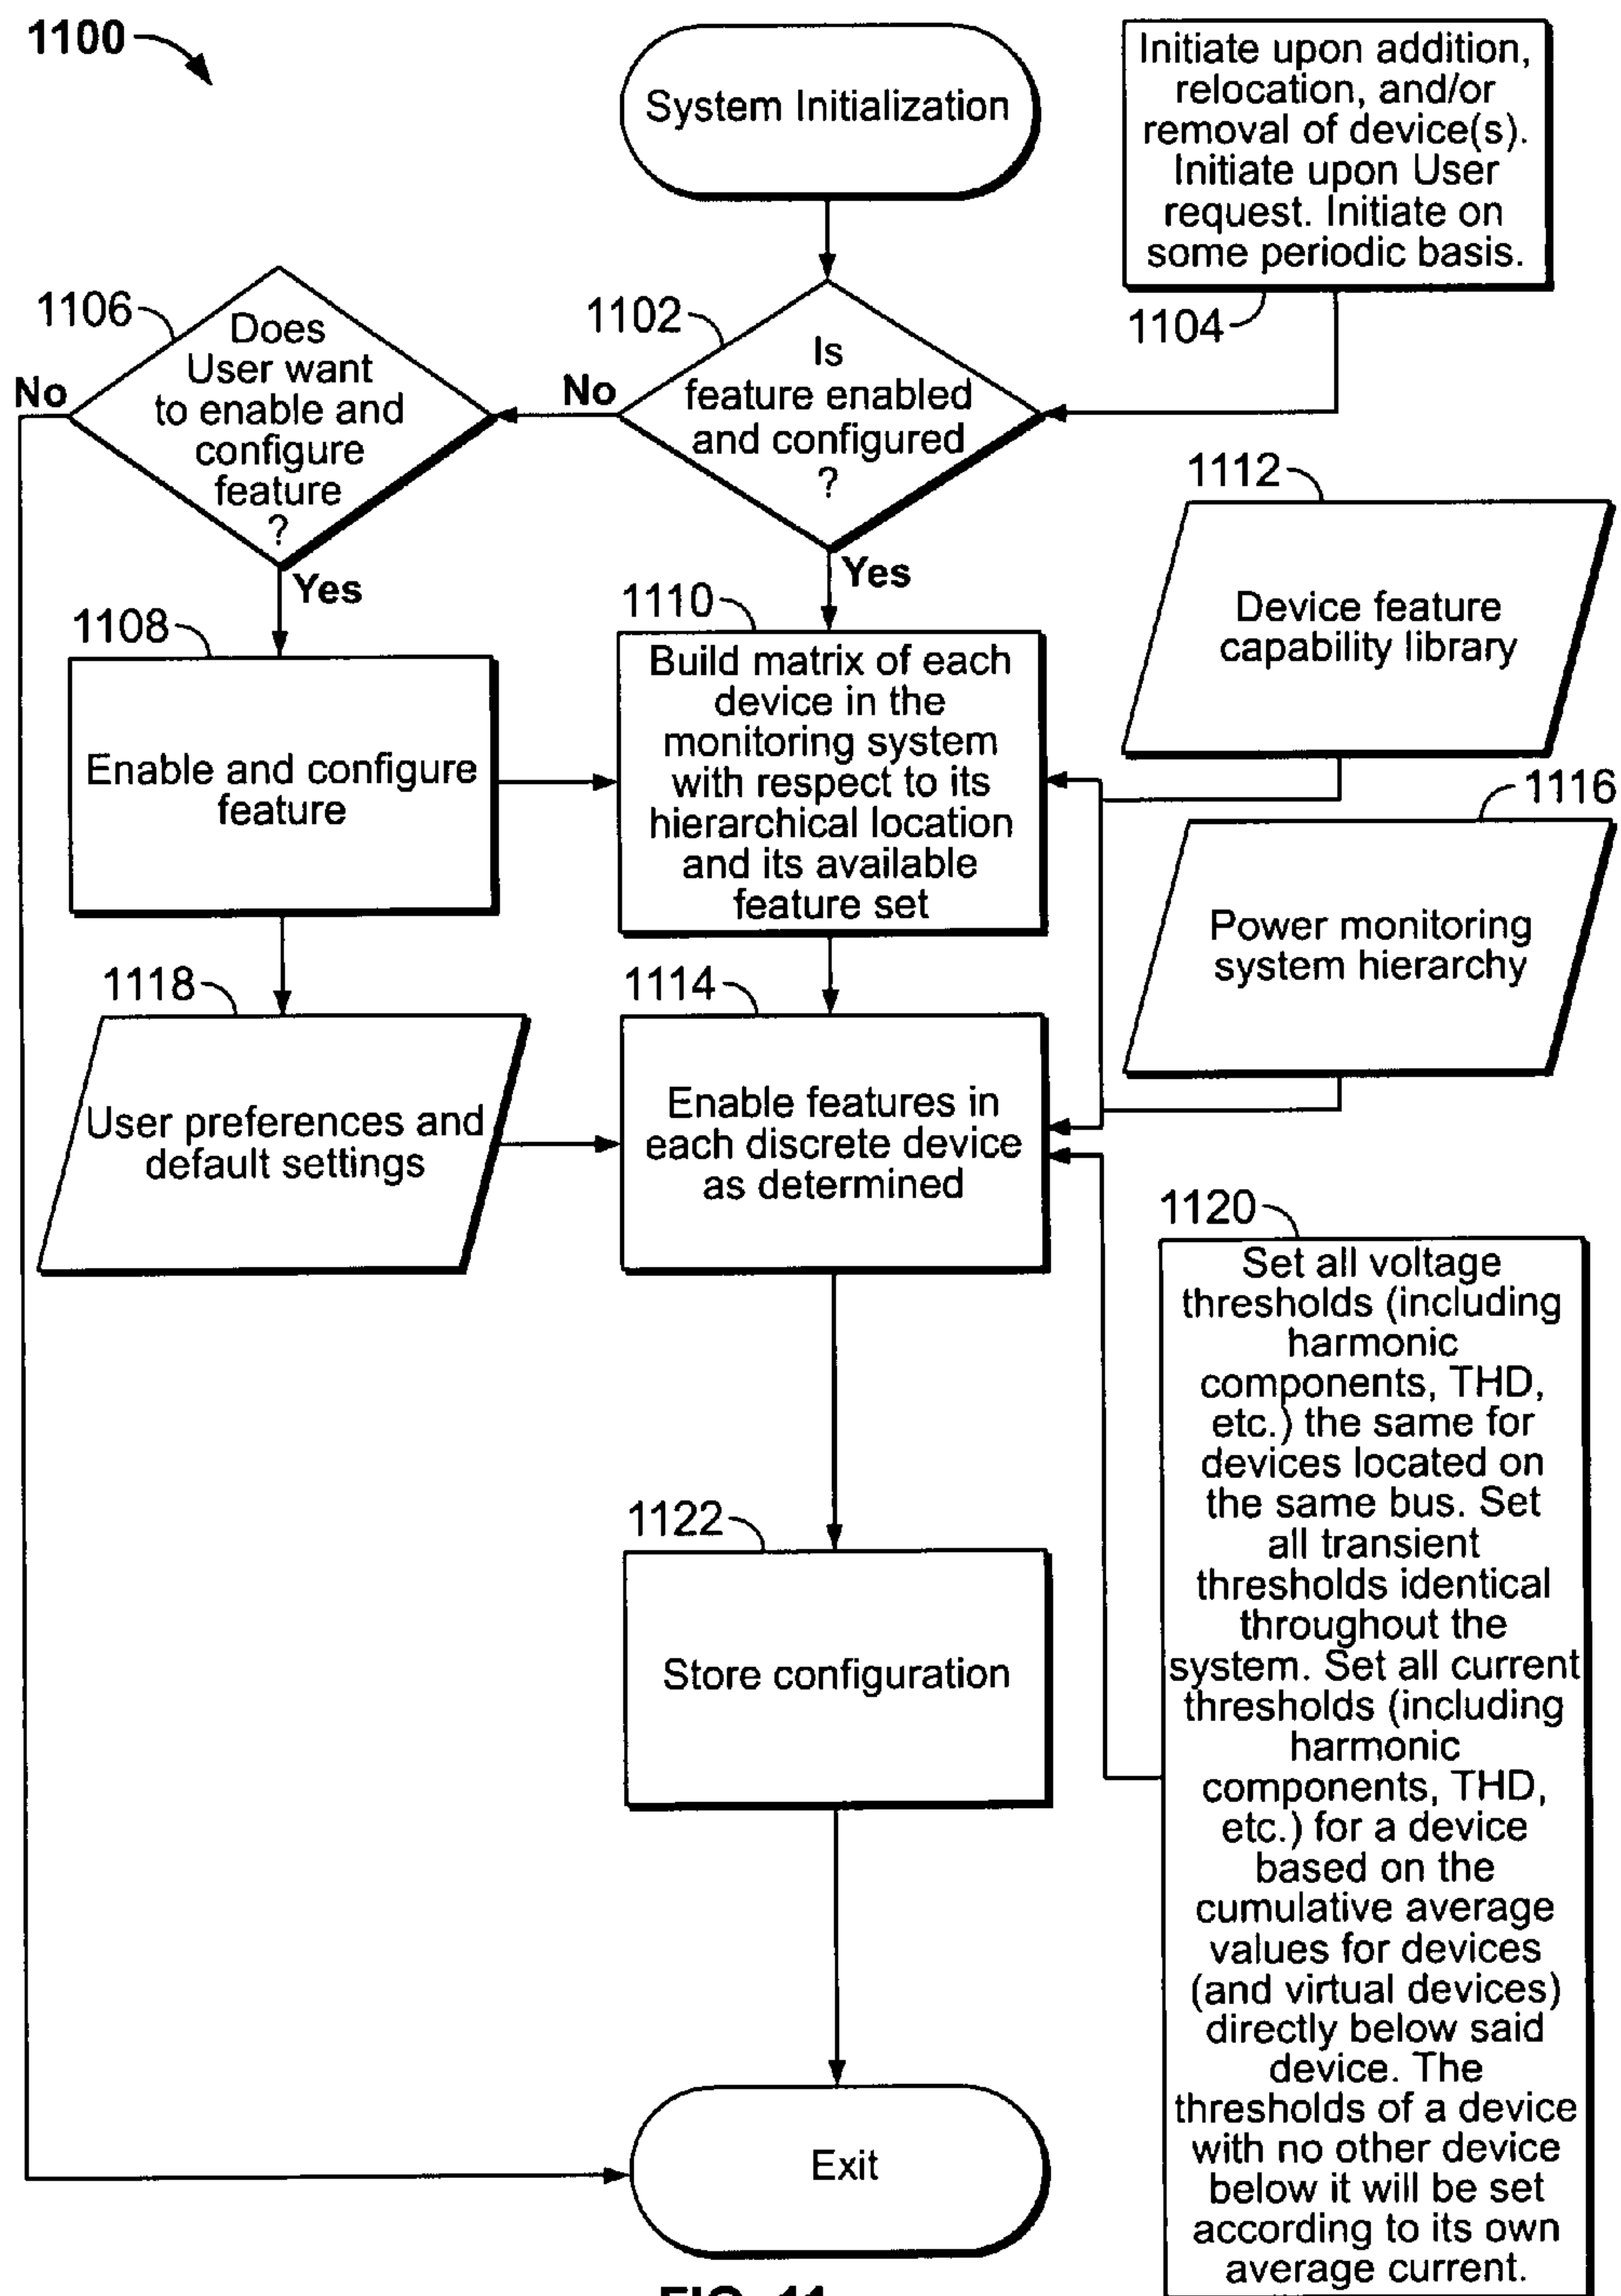 1100
System Initialization
Initiate upon addition,
relocation, and/or
removal of device(s).
Initiate upon User
request. Initiate on
some periodic basis.
1104
1106
Does
User want
to enable and
configure
feature
?
No
Yes
1102
Is
feature enabled
and configured
?
No
Yes
1112
Device feature
capability library
1108
Enable and configure
feature
1110
Build matrix of each
device in the
monitoring system
with respect to its
hierarchical location
and its available
feature set
1116
Power monitoring
system hierarchy
1118
User preferences and
default settings
1114
Enable features in
each discrete device
as determined
1120
Set all voltage
thresholds (including
harmonic
components, THD,
etc.) the same for
devices located on
the same bus. Set
all transient
thresholds identical
throughout the
system. Set all current
thresholds (including
harmonic
components, THD,
etc.) for a device
based on the
cumulative average
values for devices
(and virtual devices)
directly below said
device. The
thresholds of a device
with no other device
below it will be set
according to its own
average current.
1122
Store configuration
Exit
FIG. 11